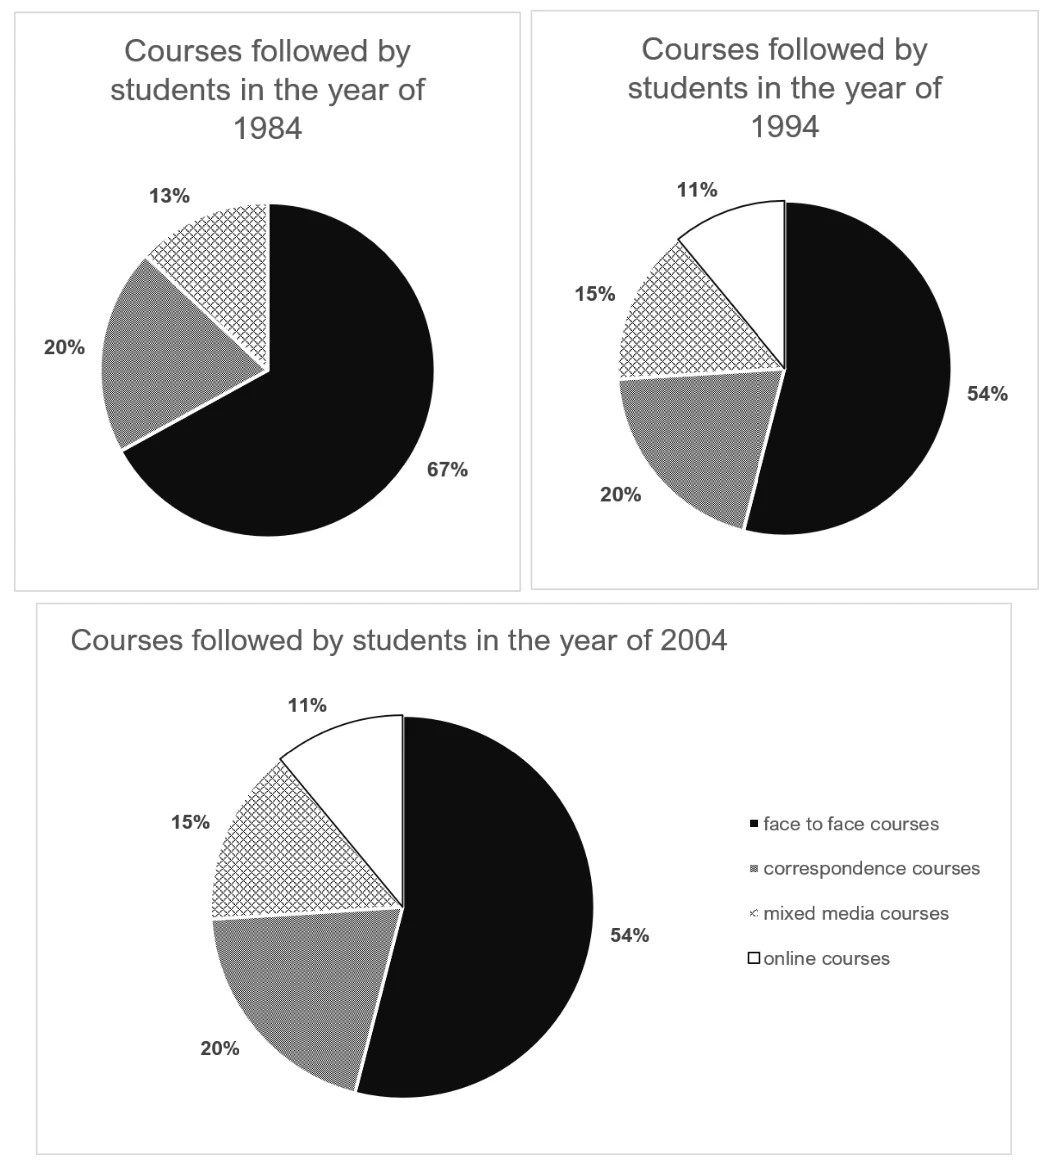 Courses followed by
students in the year of
1984
13%
20%
67%
Courses followed by
students in the year of
1994
11%
15%
54%
20%
Courses followed by students in the year of 2004
11%
15%
54%
20%
face to face courses
correspondence courses
mixed media courses
online courses